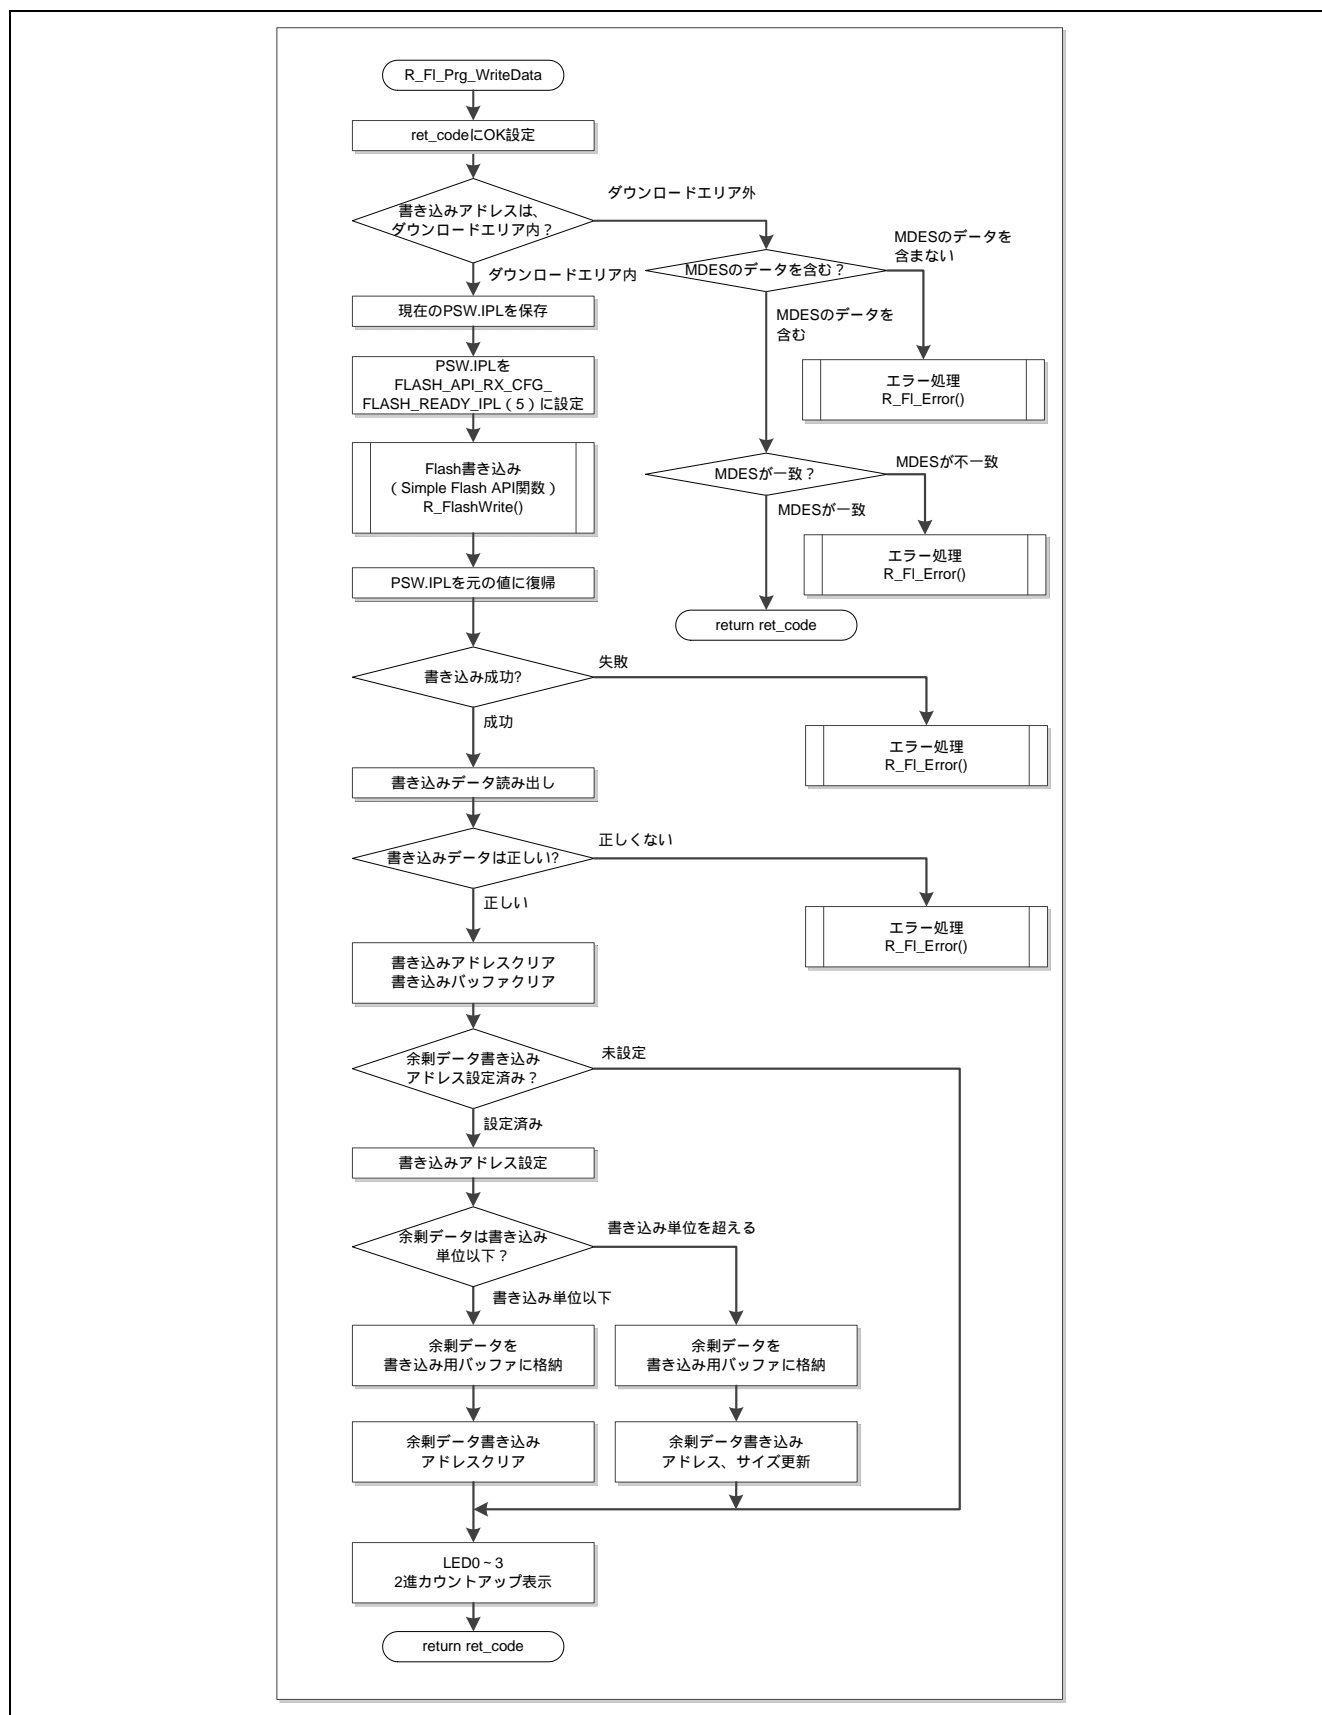 R_Fl_Prg_WriteData
ret_codeにOK設定
書き込みアドレスは、
ダウンロードエリア内？
ダウンロードエリア外
ダウンロードエリア内
MDESのデータを含む？
MDESのデータを
含まない
MDESのデータを
含む
エラー処理
R_Fl_Error()
現在のPSW.IPLを保存
PSW.IPLを
FLASH_API_RX_CFG_
FLASH_READY_IPL（5）に設定
Flash書き込み
（Simple Flash API関数）
R_FlashWrite()
MDESが一致？
MDESが不一致
MDESが一致
エラー処理
R_Fl_Error()
return ret_code
PSW.IPLを元の値に復帰
書き込み成功?
失敗
成功
エラー処理
R_Fl_Error()
書き込みデータ読み出し
書き込みデータは正しい?
正しくない
正しい
エラー処理
R_Fl_Error()
書き込みアドレスクリア
書き込みバッファクリア
余剰データ書き込み
アドレス設定済み？
未設定
設定済み
書き込みアドレス設定
余剰データは書き込み
単位以下？
書き込み単位を超える
書き込み単位以下
余剰データを
書き込み用バッファに格納
余剰データを
書き込み用バッファに格納
余剰データ書き込み
アドレスクリア
余剰データ書き込み
アドレス、サイズ更新
LED0～3
2進カウントアップ表示
return ret_code